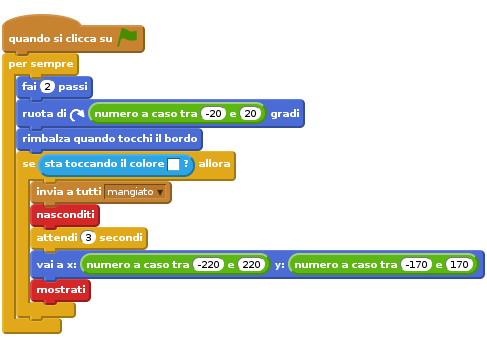 quando si clicca su
per sempre
fai 2 passi
ruota di numero a caso tra -20 e 20 gradi
rimbalza quando tocchi il bordo
se sta toccando il colore ? allora
invia a tutti mangiato
nasconditi
attendi 3 secondi
vai a x: numero a caso tra -220 e 220 y: numero a caso tra -170 e 170
mostrati